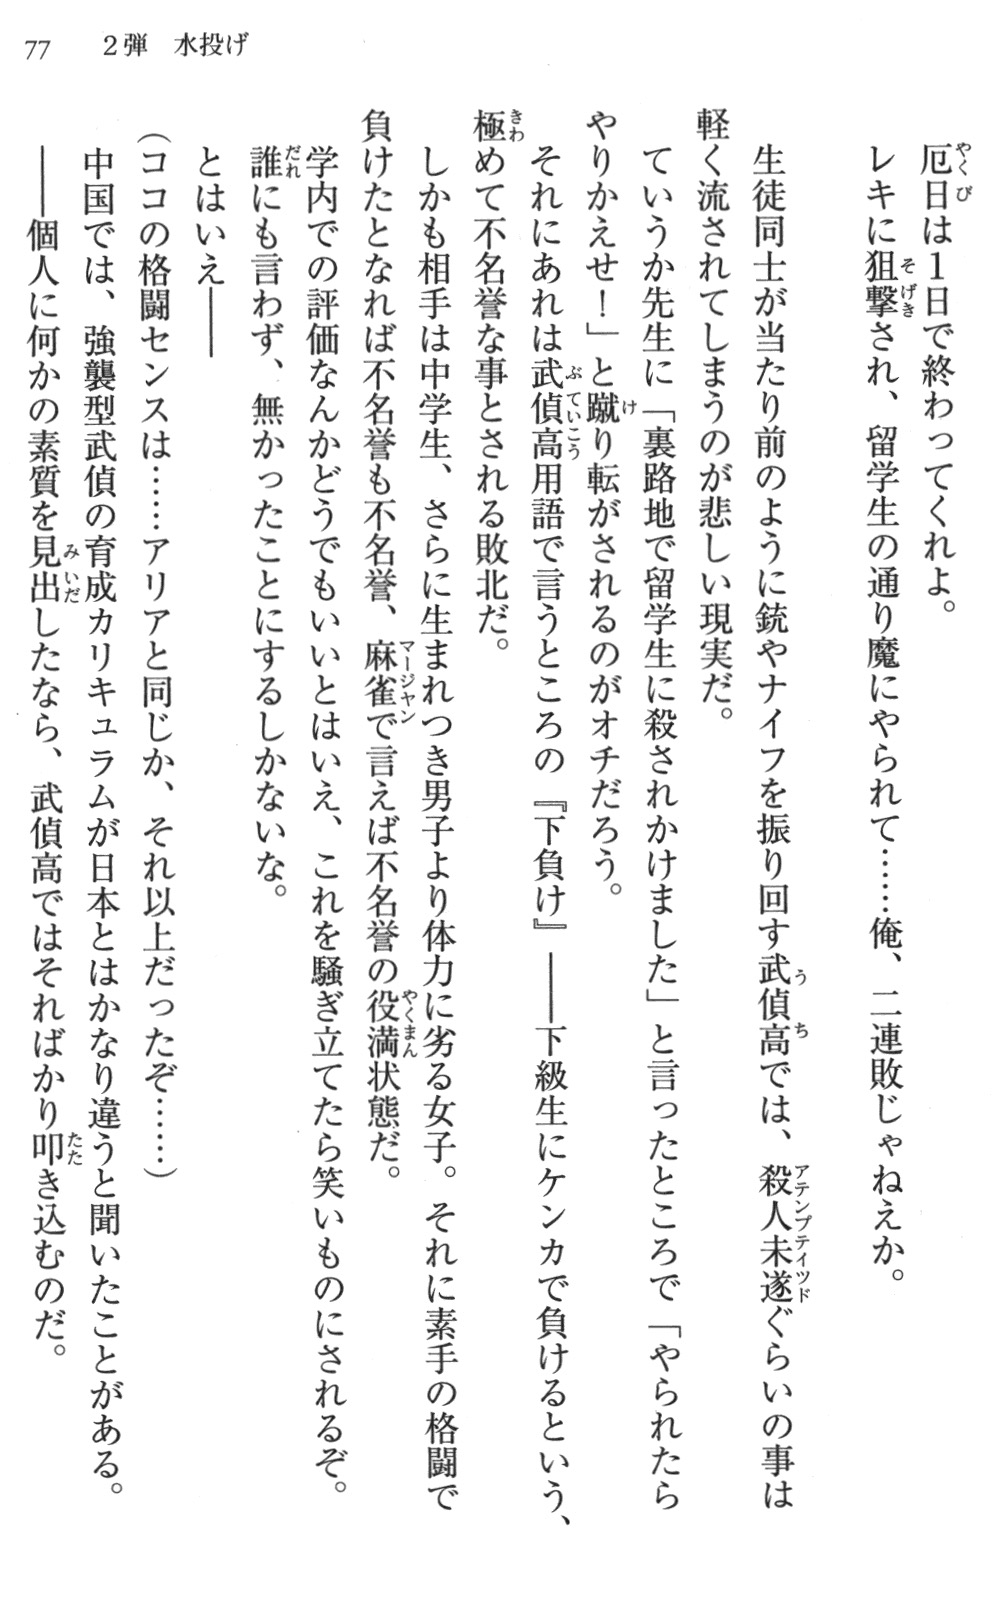 77　2弾　水投げ
厄日は1日で終わってくれよ。
レキに狙撃され、留学生の通り魔にやられて……俺、二連敗じゃねえか。
生徒同士が当たり前のように銃やナイフを振り回す武偵高では、殺人未遂ぐらいの事は
軽く流されてしまうのが悲しい現実だ。
ていうか先生に「裏路地で留学生に殺されかけました」と言ったところで「やられたら
やりかえせ！」と蹴り転がされるのがオチだろう。
それにあれは武偵高用語で言うところの『下負け』――下級生にケンカで負けるという、
極めて不名誉な事とされる敗北だ。
しかも相手は中学生、さらに生まれつき男子より体力に劣る女子。それに素手の格闘で
負けたとなれば不名誉も不名誉、麻雀で言えば不名誉の役満状態だ。
学内での評価なんかどうでもいいとはいえ、これを騒ぎ立てたら笑いものにされるぞ。
誰にも言わず、無かったことにするしかないな。
とはいえ――
（ココの格闘センスは……アリアと同じか、それ以上だったぞ……）
中国では、強襲型武偵の育成カリキュラムが日本とはかなり違うと聞いたことがある。
――個人に何かの素質を見出したなら、武偵高ではそればかり叩き込むのだ。